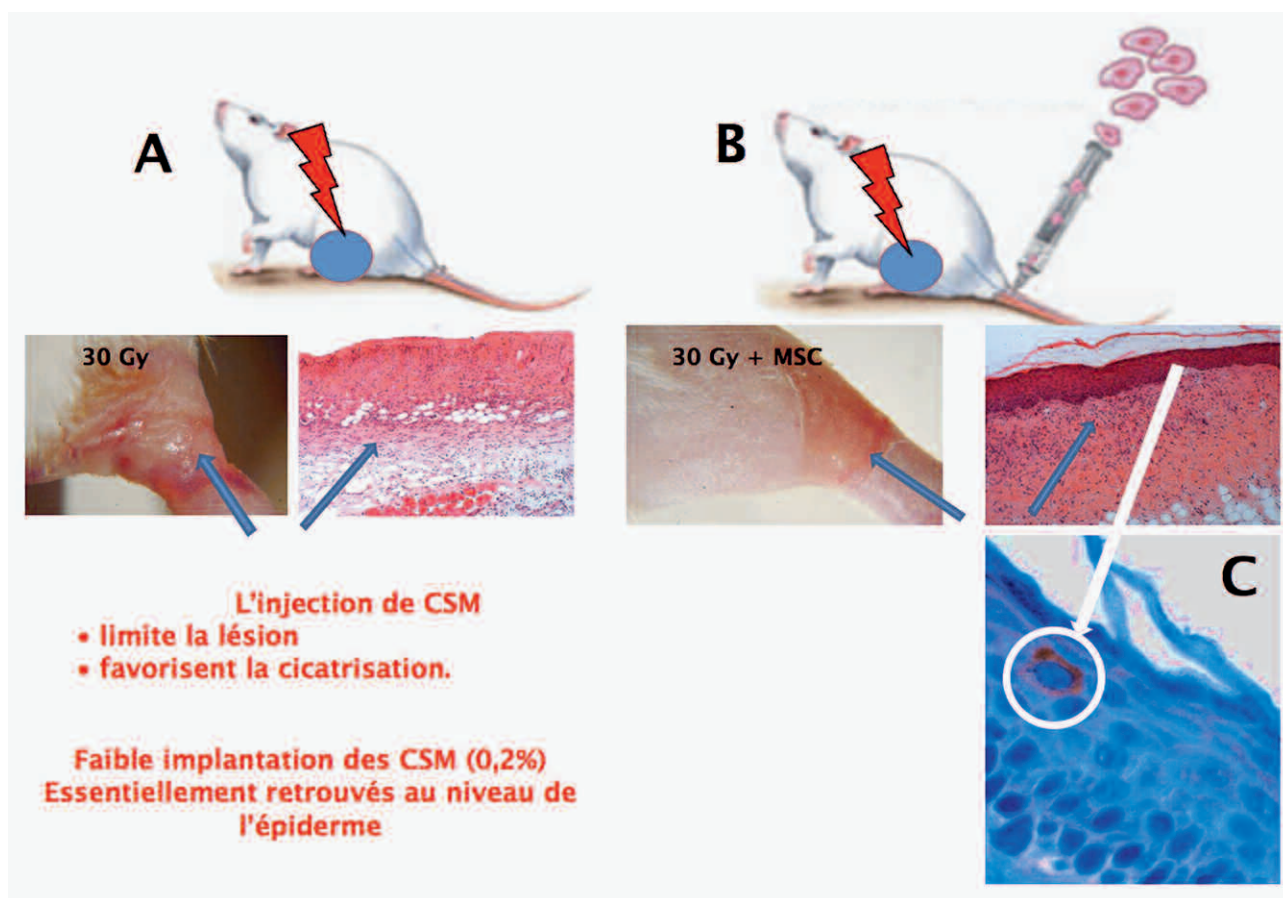 A
B
30 Gy
30 Gy + MSC
C
L'injection de CSM
• limite la lésion
• favorisent la cicatrisation.
Faible implantation des CSM (0,2%)
Essentiellement retrouvés au niveau de
l'épiderme